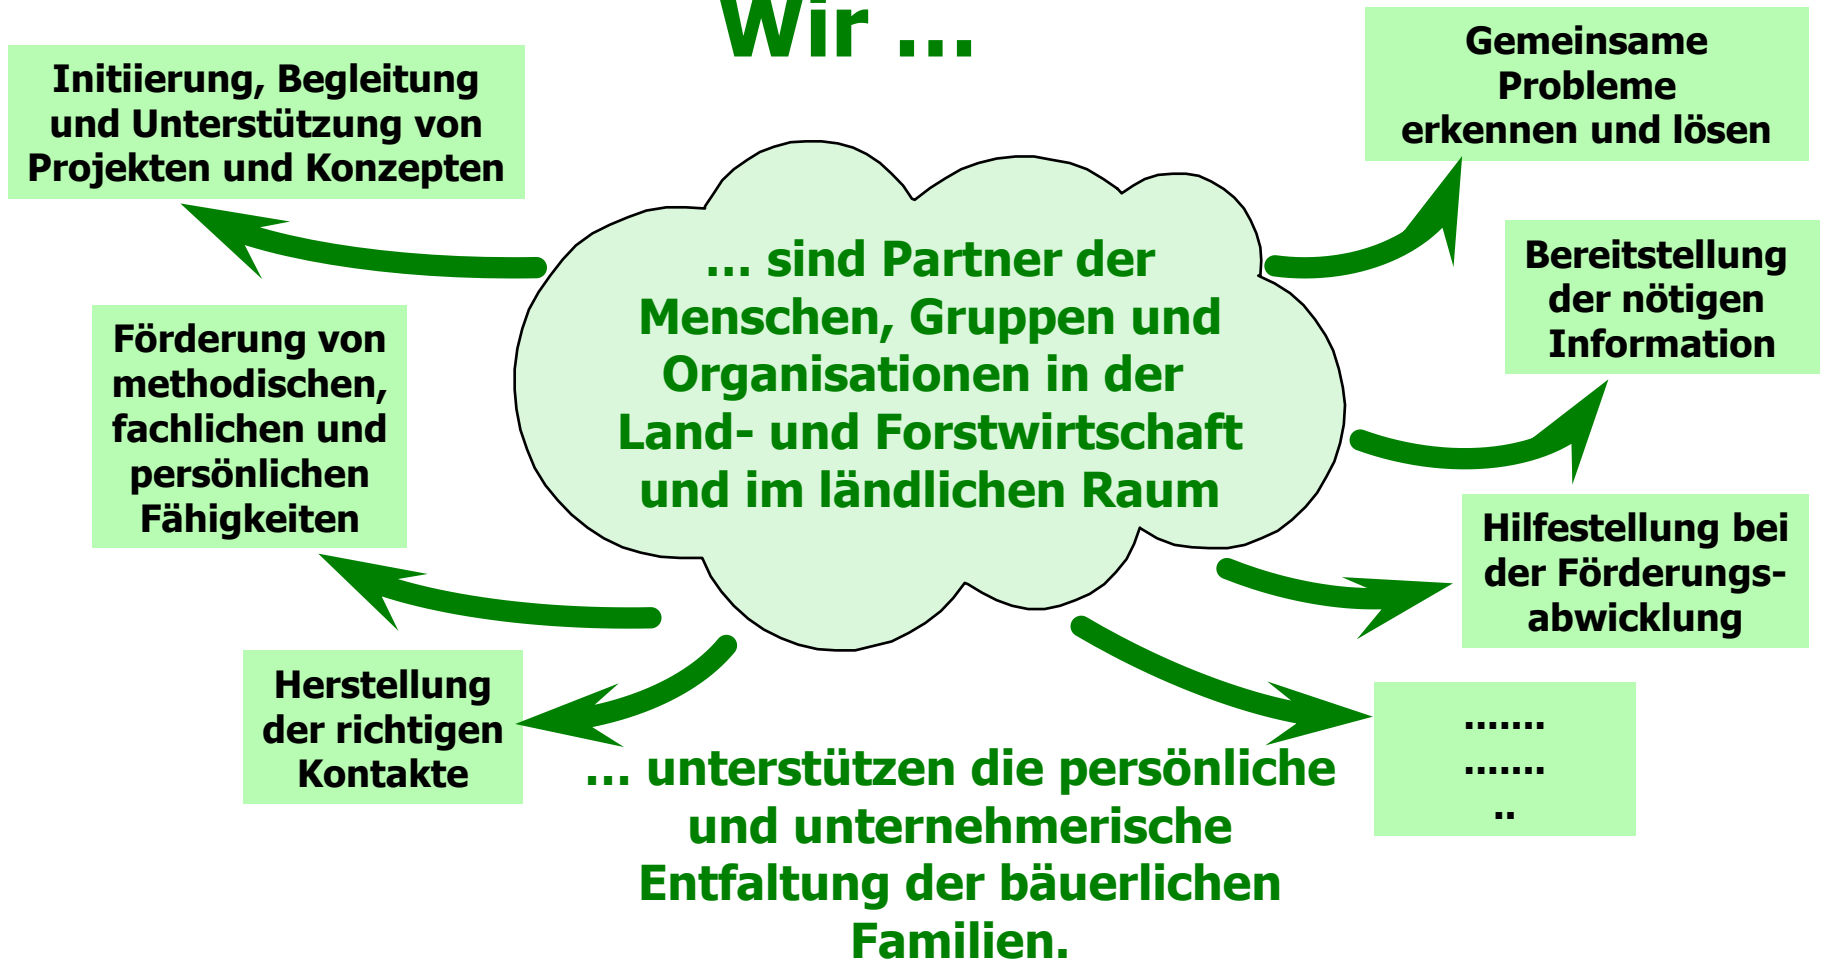 Wir ...
Initiierung, Begleitung
und Unterstützung von
Projekten und Konzepten
Förderung von
methodischen,
fachlichen und
persönlichen
Fähigkeiten
Herstellung
der richtigen
Kontakte
... sind Partner der
Menschen, Gruppen und
Organisationen in der
Land- und Forstwirtschaft
und im ländlichen Raum
Gemeinsame
Probleme
erkennen und lösen
Bereitstellung
der nötigen
Information
Hilfestellung bei
der Förderungs-
abwicklung
.......
.......
..
... unterstützen die persönliche
und unternehmerische
Entfaltung der bäuerlichen
Familien.